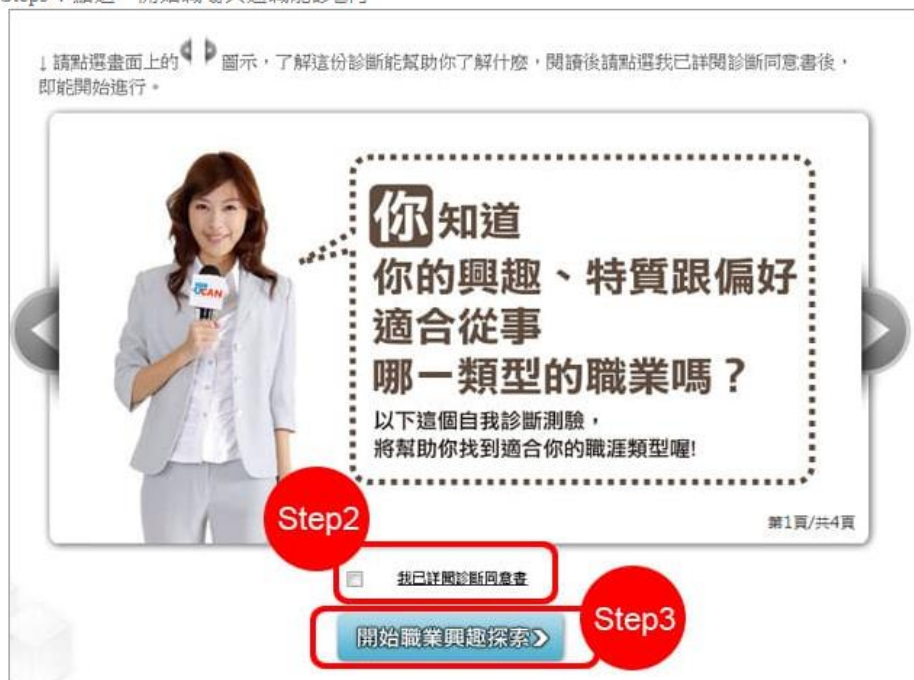 ↓ 請點選畫面上的 圖示，了解這份診斷能幫助你了解什麼，閱讀後請點選我已詳閱診斷同意書後，
即能開始進行。
你知道
你的興趣、特質跟偏好
適合從事
哪一類型的職業嗎？
以下這個自我診斷測驗，
將幫助你找到適合你的職涯類型喔!
UCAN
第1頁/共4頁
Step2
我已詳閱診斷同意書
開始職業興趣探索
Step3